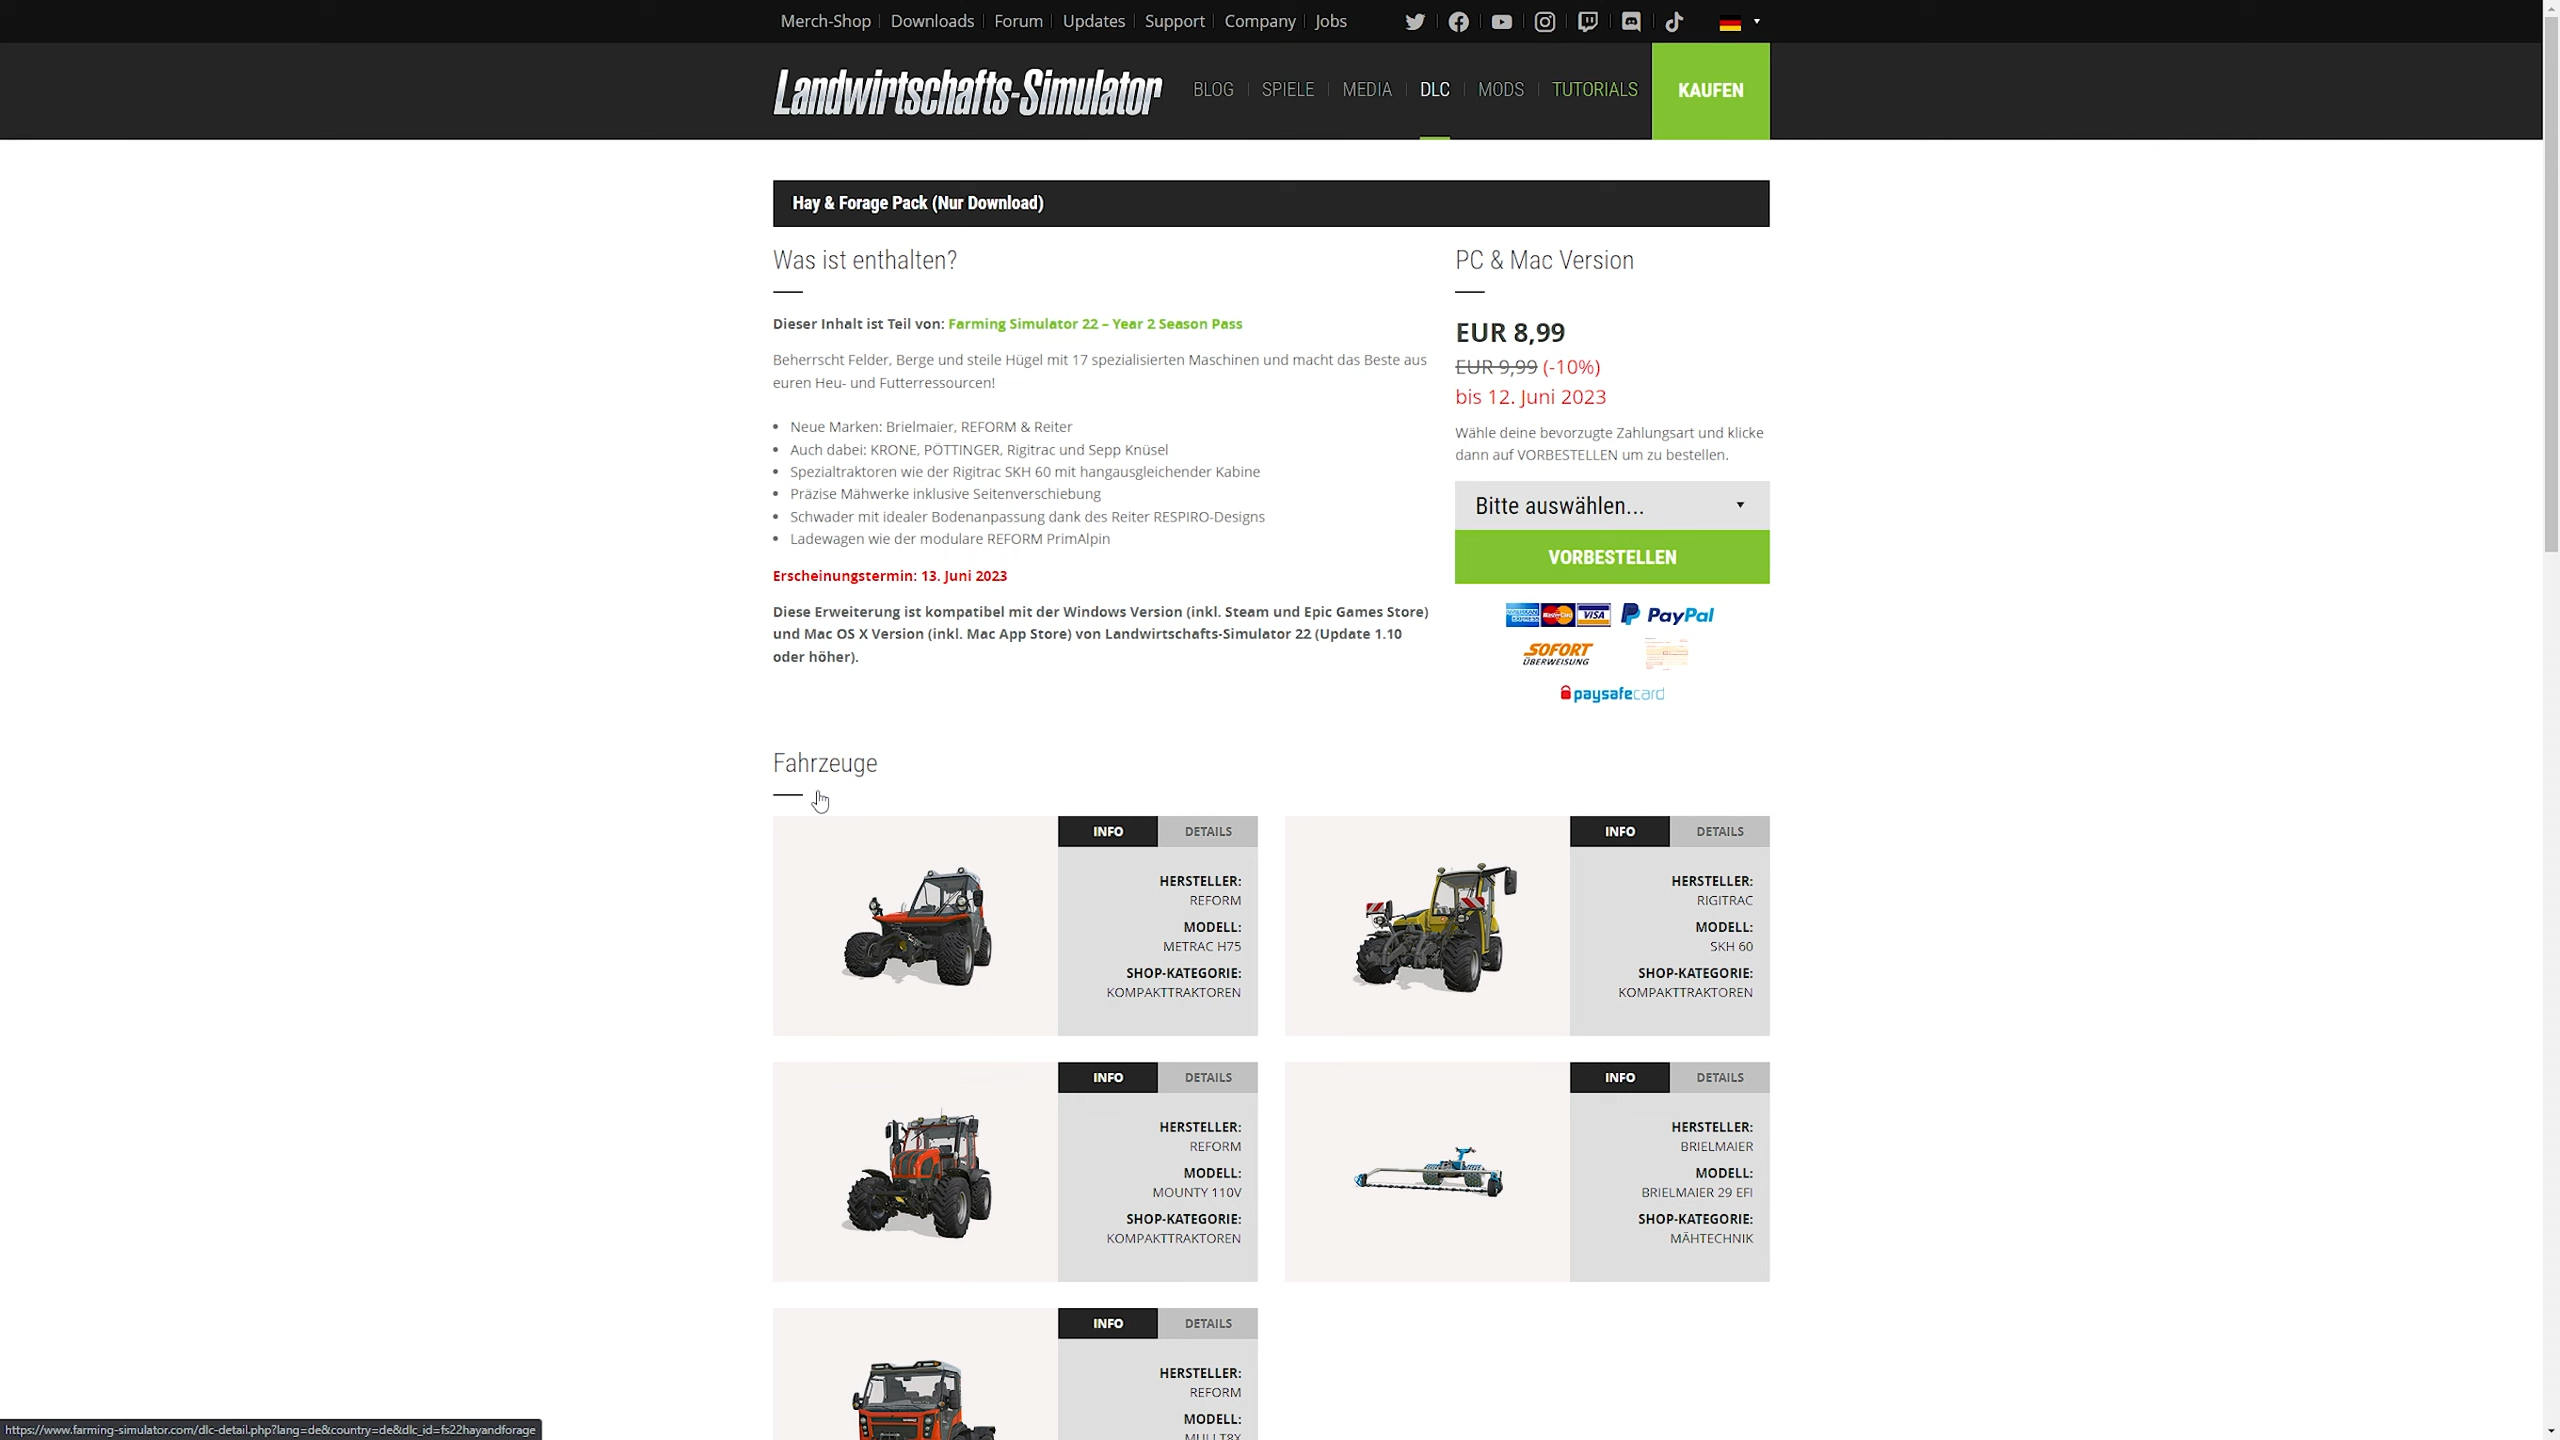 Merch-Shop Downloads Forum Updates Support Company Jobs
Landwirtschafts-Simulator BLOG SPIELE MEDIA DLC MODS TUTORIALS KAUFEN
Hay & Forage Pack (Nur Download)
Was ist enthalten?
Dieser Inhalt ist Teil von: Farming Simulator 22 – Year 2 Season Pass
Beherrscht Felder, Berge und steile Hügel mit 17 spezialisierten Maschinen und macht das Beste aus
euren Heu- und Futterressourcen!
• Neue Marken: Brielmaier, REFORM & Reiter
• Auch dabei: KRONE, PÖTTINGER, Rigitrac und Sepp Knüsel
• Spezialtraktoren wie der Rigitrac SKH 60 mit hangausgleichender Kabine
• Präzise Mähwerke inklusive Seitenverschiebung
• Schwader mit idealer Bodenanpassung dank des Reiter RESPIRO-Designs
• Ladewagen wie der modulare REFORM PrimAlpin
Erscheinungstermin: 13. Juni 2023
Diese Erweiterung ist kompatibel mit der Windows Version (inkl. Steam und Epic Games Store)
und Mac OS X Version (inkl. Mac App Store) von Landwirtschafts-Simulator 22 (Update 1.10
oder höher).
PC & Mac Version
EUR 8,99
EUR 9,99 (-10%)
bis 12. Juni 2023
Wähle deine bevorzugte Zahlungsart und klicke
dann auf VORBESTELLEN um zu bestellen.
Bitte auswählen...
VORBESTELLEN
MasterCard VISA PayPal
SOFORT
ÜBERWEISUNG
paysafecard
Fahrzeuge
INFO DETAILS
HERSTELLER:
REFORM
MODELL:
METRAC H75
SHOP-KATEGORIE:
KOMPAKTTRAKTOREN
INFO DETAILS
HERSTELLER:
RIGITRAC
MODELL:
SKH 60
SHOP-KATEGORIE:
KOMPAKTTRAKTOREN
INFO DETAILS
HERSTELLER:
REFORM
MODELL:
MOUNTY 110V
SHOP-KATEGORIE:
KOMPAKTTRAKTOREN
INFO DETAILS
HERSTELLER:
BRIELMAIER
MODELL:
BRIELMAIER 29 EFI
SHOP-KATEGORIE:
MÄHTECHNIK
INFO DETAILS
HERSTELLER:
REFORM
MODELL:
https://www.farming-simulator.com/dlc-detail.php?lang=de&country=de&dlc_id=fs22hayandforage